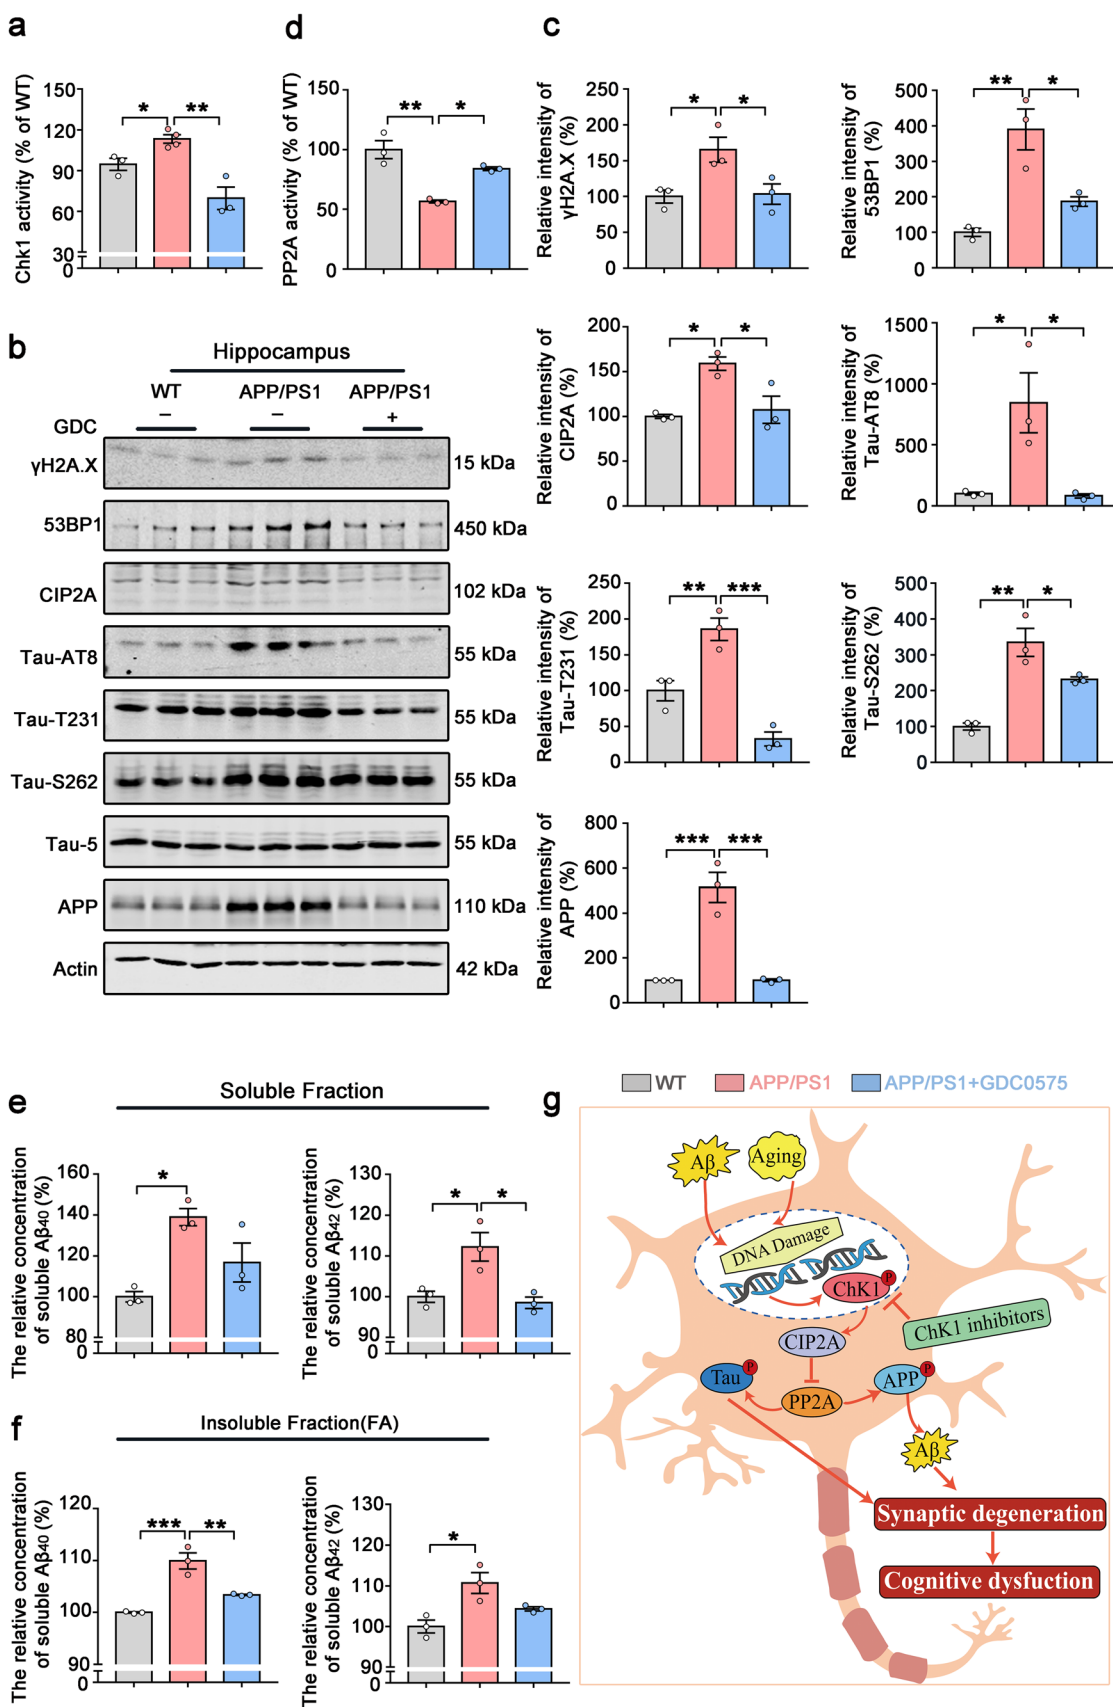 a
Chk1 activity (% of WT)
150
120
90
60
30
0
*
**
d
PP2A activity (% of WT)
150
100
50
0
**
*
c
Relative intensity of
γH2A.X (%)
250
200
150
100
50
0
*
*
Relative intensity of
53BP1 (%)
500
400
300
200
100
0
**
*
Relative intensity of
CIP2A (%)
200
150
100
50
0
*
*
Relative intensity of
Tau-AT8 (%)
1500
1000
500
0
*
*
Relative intensity of
Tau-T231 (%)
250
200
150
100
50
0
**
***
Relative intensity of
Tau-S262 (%)
500
400
300
200
100
0
**
*
Relative intensity of
APP (%)
800
600
400
200
0
***
***
b
Hippocampus
WT APP/PS1 APP/PS1
GDC − − +
γH2A.X 15 kDa
53BP1 450 kDa
CIP2A 102 kDa
Tau-AT8 55 kDa
Tau-T231 55 kDa
Tau-S262 55 kDa
Tau-5 55 kDa
APP 110 kDa
Actin 42 kDa
WT APP/PS1 APP/PS1+GDC0575
e
Soluble Fraction
The relative concentration
of soluble Aβ40 (%)
160
140
120
100
80
0
*
The relative concentration
of soluble Aβ42 (%)
130
120
110
100
90
0
*
*
f
Insoluble Fraction(FA)
The relative concentration
of soluble Aβ40 (%)
120
110
100
90
0
***
**
The relative concentration
of soluble Aβ42 (%)
130
120
110
100
90
0
*
g
Aβ
Aging
DNA Damage
ChK1
P
ChK1 inhibitors
CIP2A
Tau
P
PP2A
APP
P
Aβ
Synaptic degeneration
Cognitive dysfuction